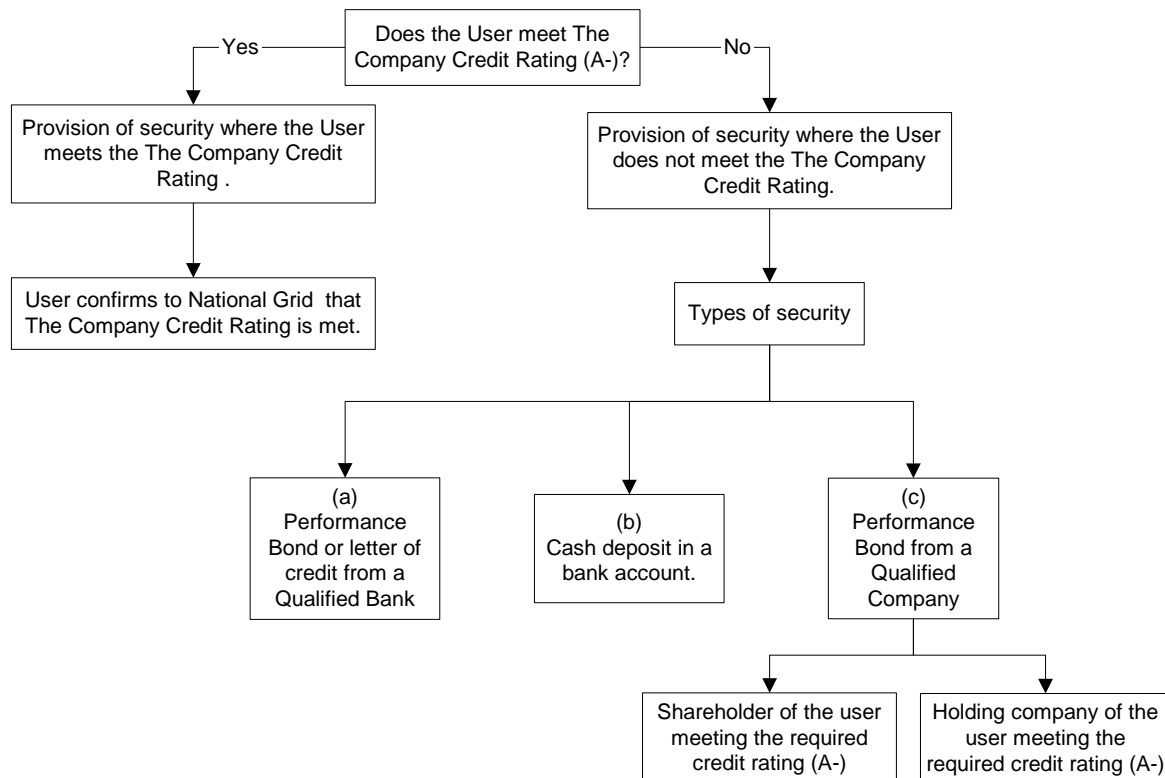 Does the User meet The
Company Credit Rating (A-)?
Yes
No
Provision of security where the User
meets the The Company Credit
Rating .
Provision of security where the User
does not meet the The Company
Credit Rating.
User confirms to National Grid  that
The Company Credit Rating is met.
Types of security
(a)
Performance
Bond or letter of
credit from a
Qualified Bank
(b)
Cash deposit in a
bank account.
(c)
Performance
Bond from a
Qualified
Company
Shareholder of the user
meeting the required
credit rating (A-)
Holding company of the
user meeting the
required credit rating (A-)